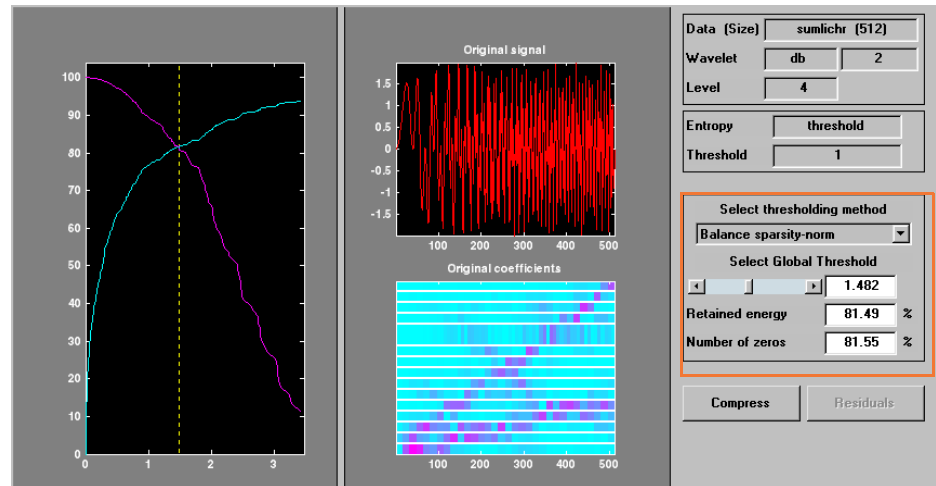 100
90
80
70
60
50
40
30
20
10
0
0 1 2 3
Original signal
1.5
1
0.5
0
-0.5
-1
-1.5
100 200 300 400 500
Original coefficients
100 200 300 400 500
Data (Size) sumlichr (512)
Wavelet db 2
Level 4
Entropy threshold
Threshold 1
Select thresholding method
Balance sparsity-norm
Select Global Threshold
1.482
Retained energy 81.49 %
Number of zeros 81.55 %
Compress Residuals